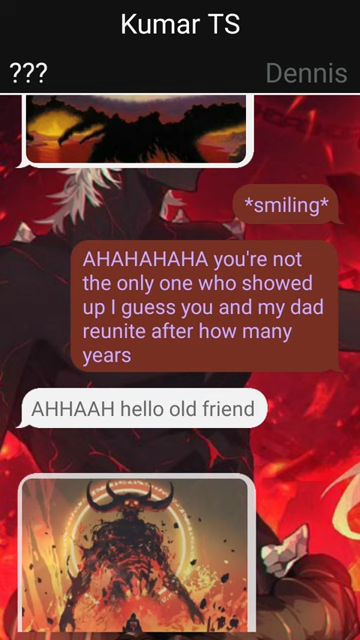 Kumar TS
??? Dennis
*smiling*
AHAHAHAHA you're not
the only one who showed
up I guess you and my dad
reunite after how many
years
AHHAAH hello old friend